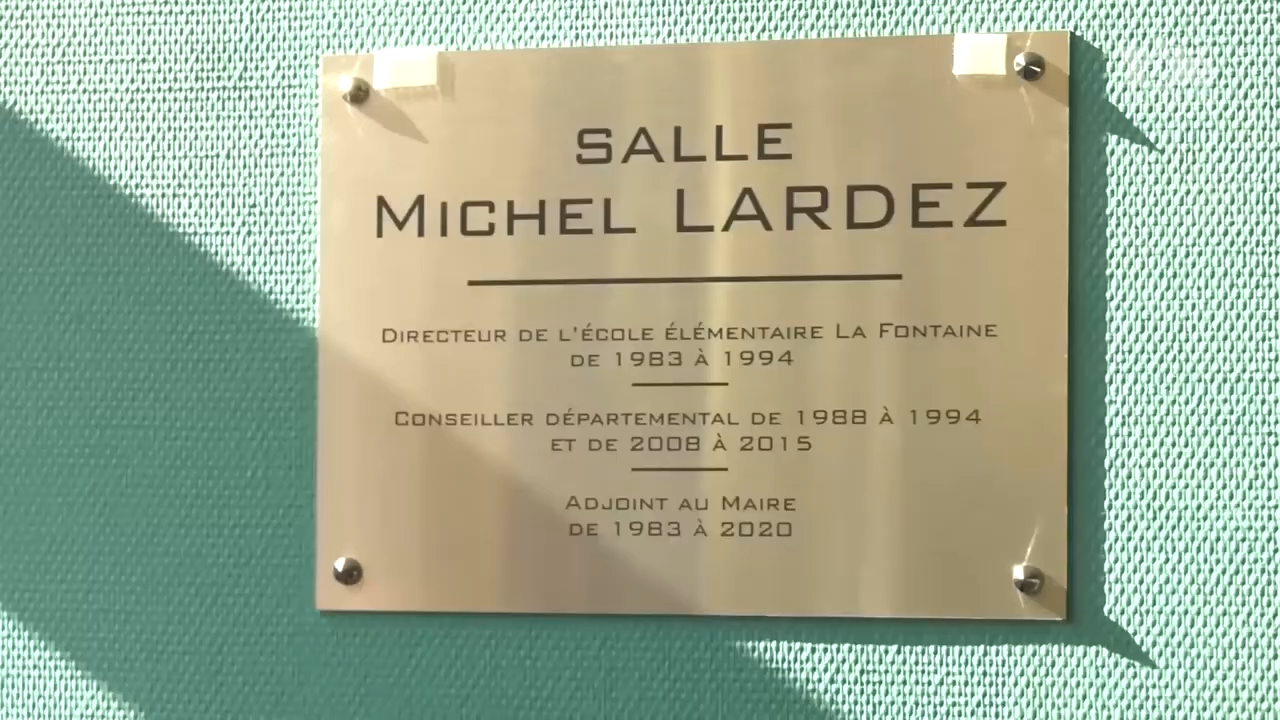 SALLE
MICHEL LARDEZ
DIRECTEUR DE L'ÉCOLE ÉLÉMENTAIRE LA FONTAINE
DE 1983 À 1994
CONSEILLER DÉPARTEMENTAL DE 1988 À 1994
ET DE 2008 À 2015
ADJOINT AU MAIRE
DE 1983 À 2020